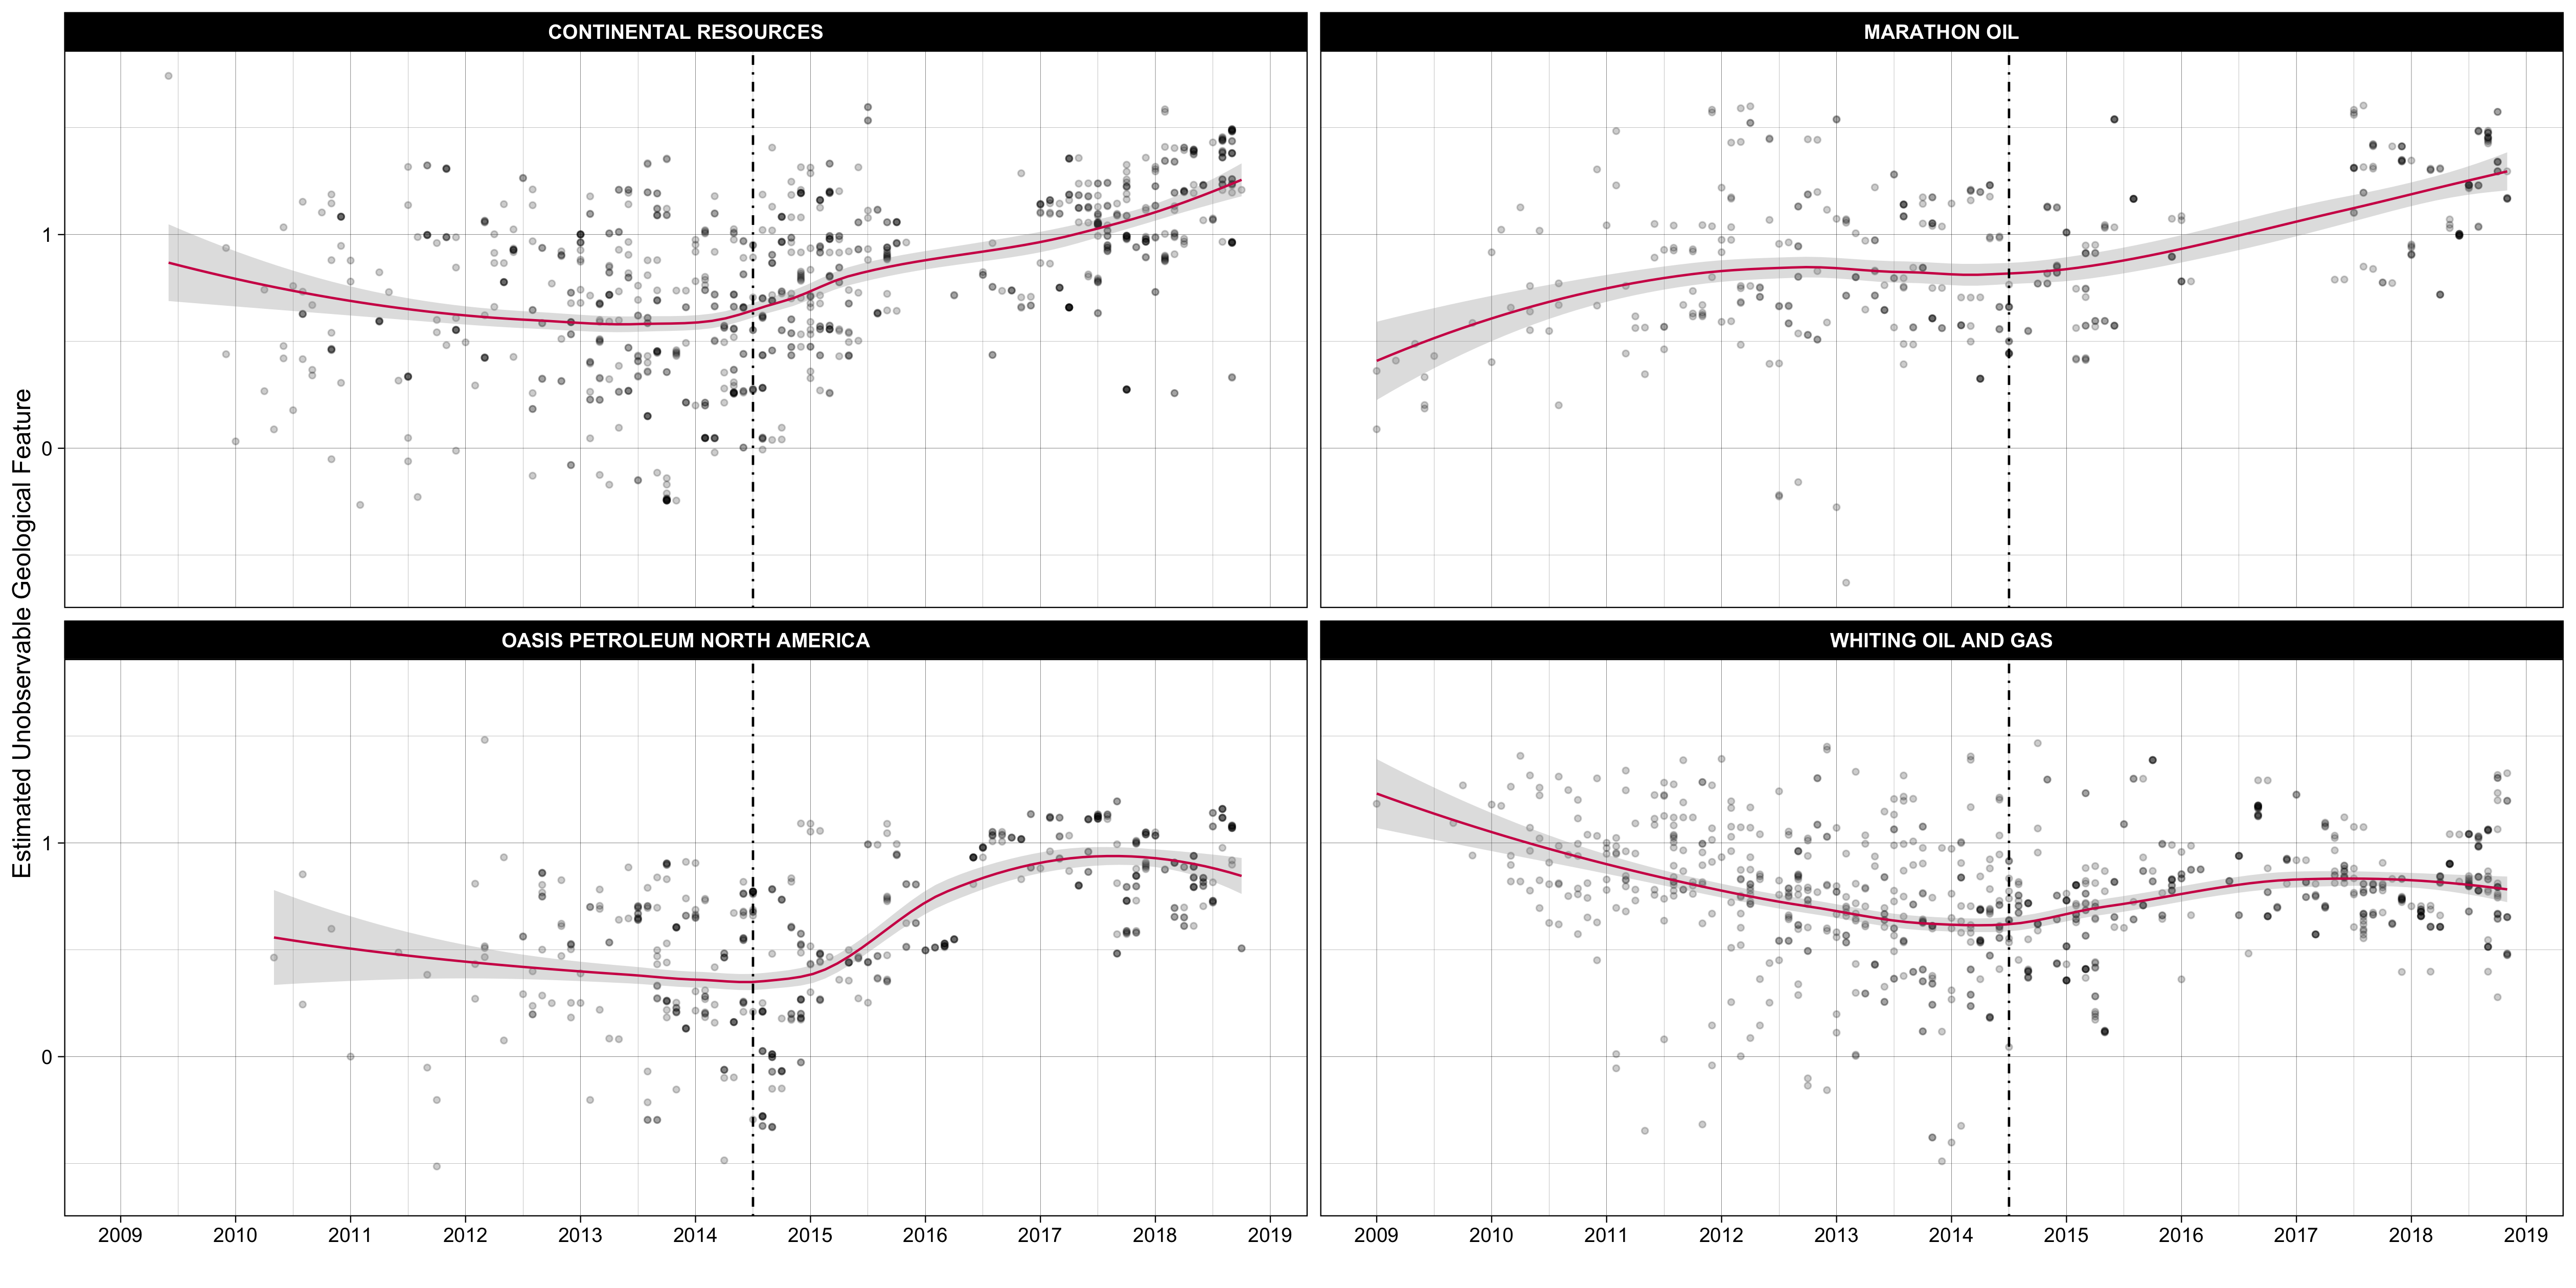 CONTINENTAL RESOURCES
MARATHON OIL
1
0
OASIS PETROLEUM NORTH AMERICA
WHITING OIL AND GAS
1
0
Estimated Unobservable Geological Feature
2009 2010 2011 2012 2013 2014 2015 2016 2017 2018 2019
2009 2010 2011 2012 2013 2014 2015 2016 2017 2018 2019